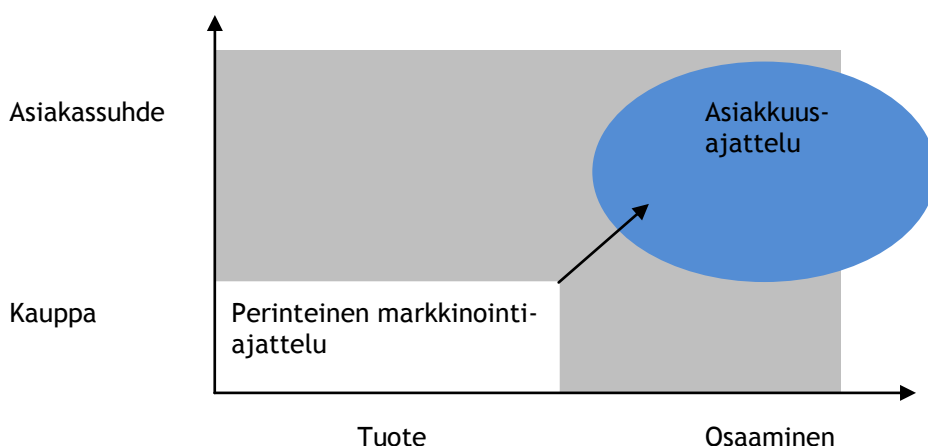 Asiakassuhde
Asiakkuus-
ajattelu
Kauppa
Perinteinen markkinointi-
ajattelu
Tuote
Osaaminen